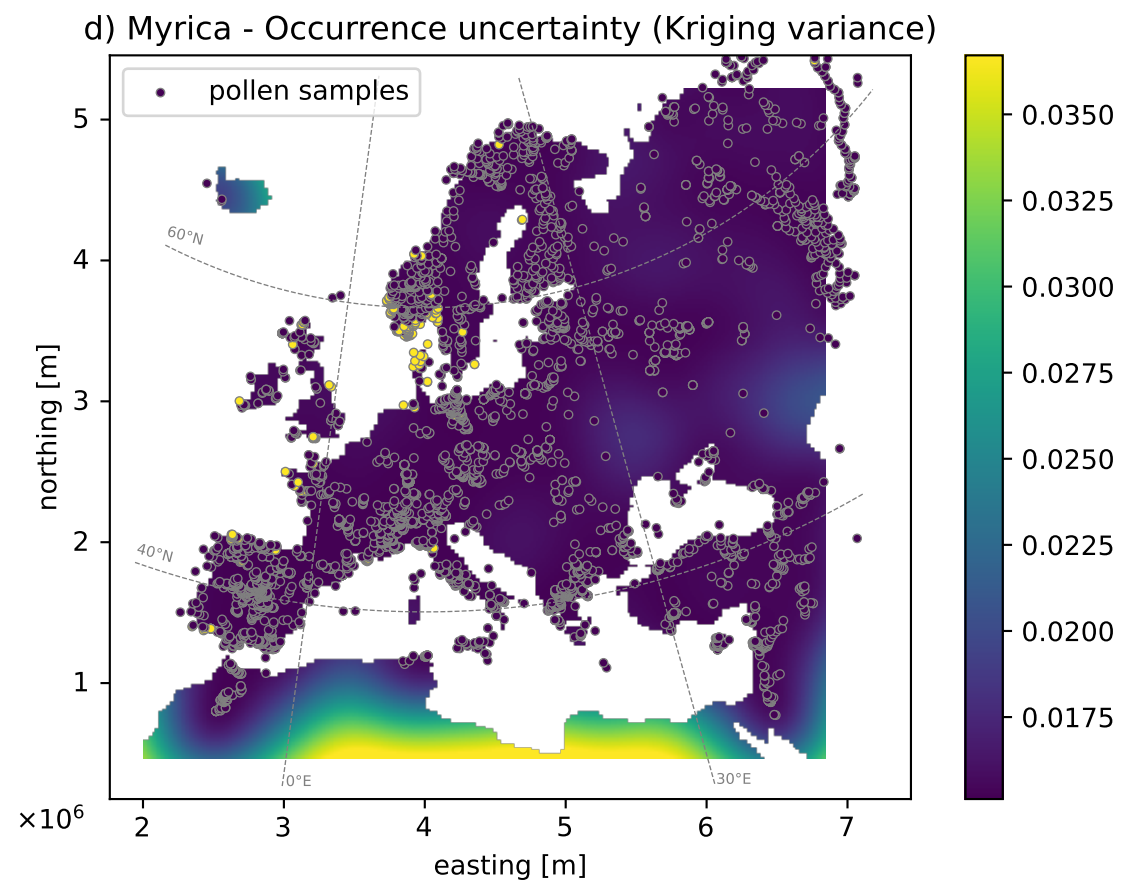 d) Myrica - Occurrence uncertainty (Kriging variance)
pollen samples
60°N
40°N
0°E
30°E
5
4
3
2
1
northing [m]
×10⁶
2 3 4 5 6 7
easting [m]
0.0350
0.0325
0.0300
0.0275
0.0250
0.0225
0.0200
0.0175